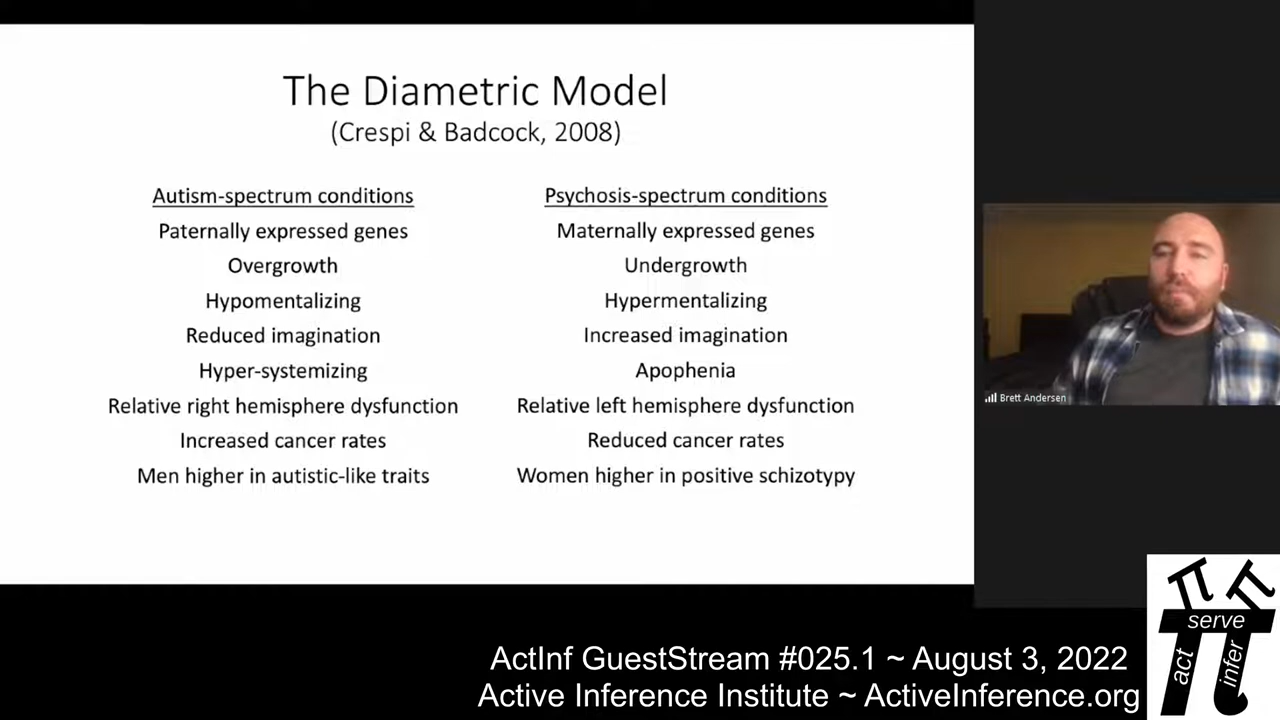 The Diametric Model
(Crespi & Badcock, 2008)
Autism-spectrum conditions
Paternally expressed genes
Overgrowth
Hypomentalizing
Reduced imagination
Hyper-systemizing
Relative right hemisphere dysfunction
Increased cancer rates
Men higher in autistic-like traits
Psychosis-spectrum conditions
Maternally expressed genes
Undergrowth
Hypermentalizing
Increased imagination
Apophenia
Relative left hemisphere dysfunction
Reduced cancer rates
Women higher in positive schizotypy
Brett Andersen
ActInf GuestStream #025.1 ~ August 3, 2022
Active Inference Institute ~ ActiveInference.org
π π
serve
act
infer